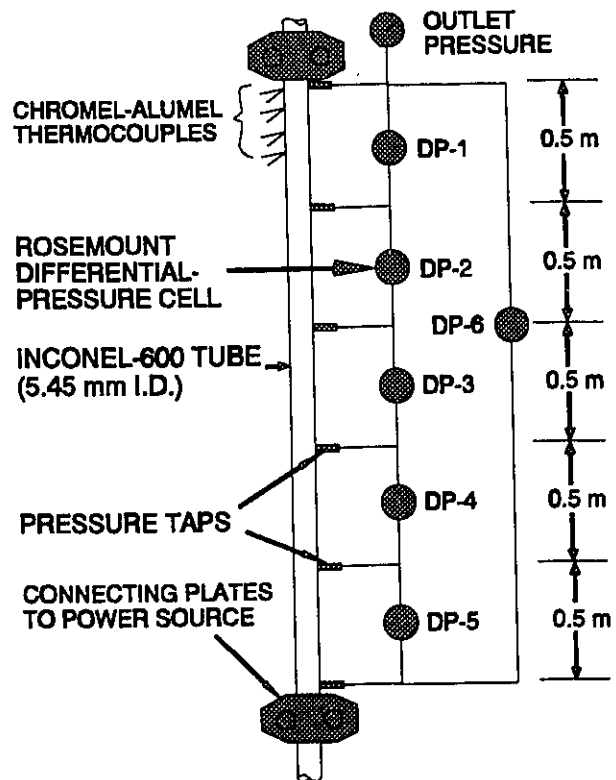 OUTLET
PRESSURE
CHROMEL-ALUMEL
THERMOCOUPLES
DP-1
0.5 m
ROSEMOUNT
DIFFERENTIAL-
PRESSURE CELL
DP-2
0.5 m
DP-6
INCONEL-600 TUBE
(5.45 mm I.D.)
DP-3
0.5 m
DP-4
0.5 m
PRESSURE TAPS
CONNECTING PLATES
TO POWER SOURCE
DP-5
0.5 m